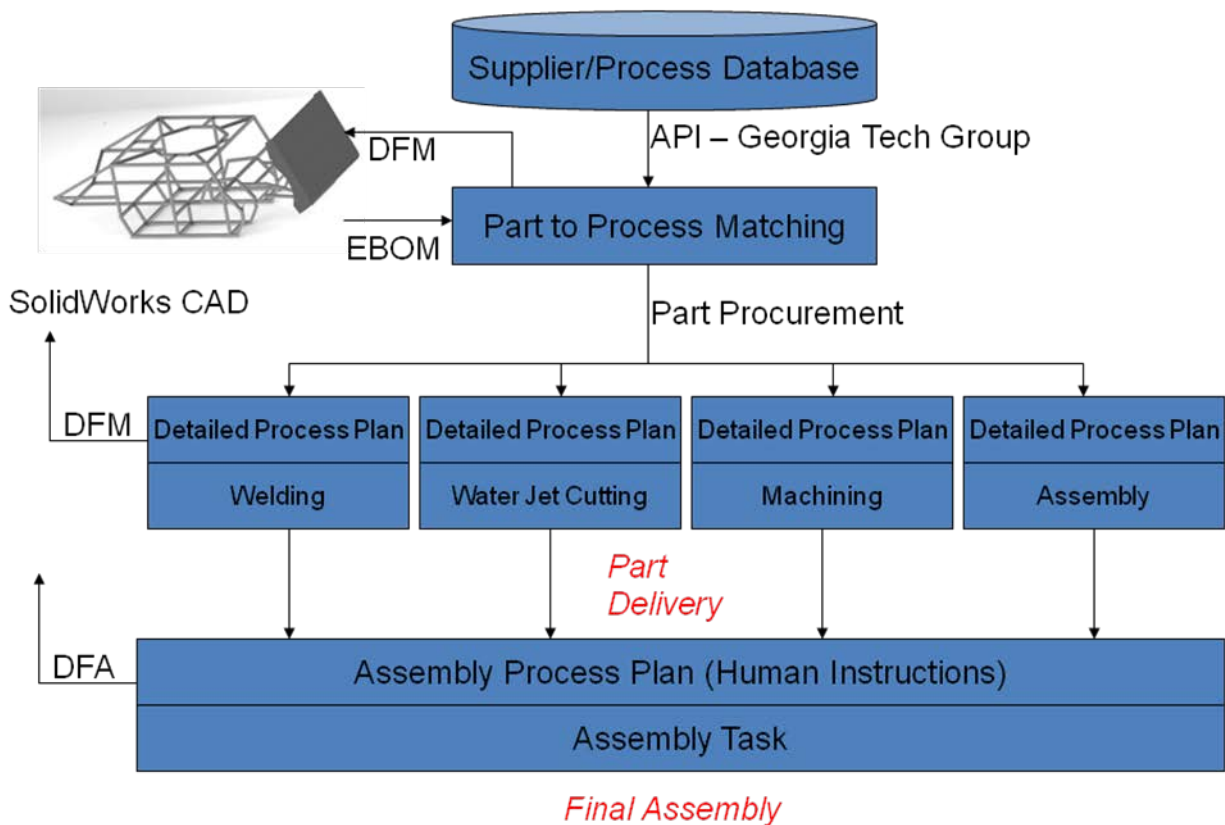 Supplier/Process Database
API – Georgia Tech Group
DFM
Part to Process Matching
EBOM
SolidWorks CAD
Part Procurement
DFM
Detailed Process Plan
Welding
Detailed Process Plan
Water Jet Cutting
Detailed Process Plan
Machining
Detailed Process Plan
Assembly
Part
Delivery
DFA
Assembly Process Plan (Human Instructions)
Assembly Task
Final Assembly